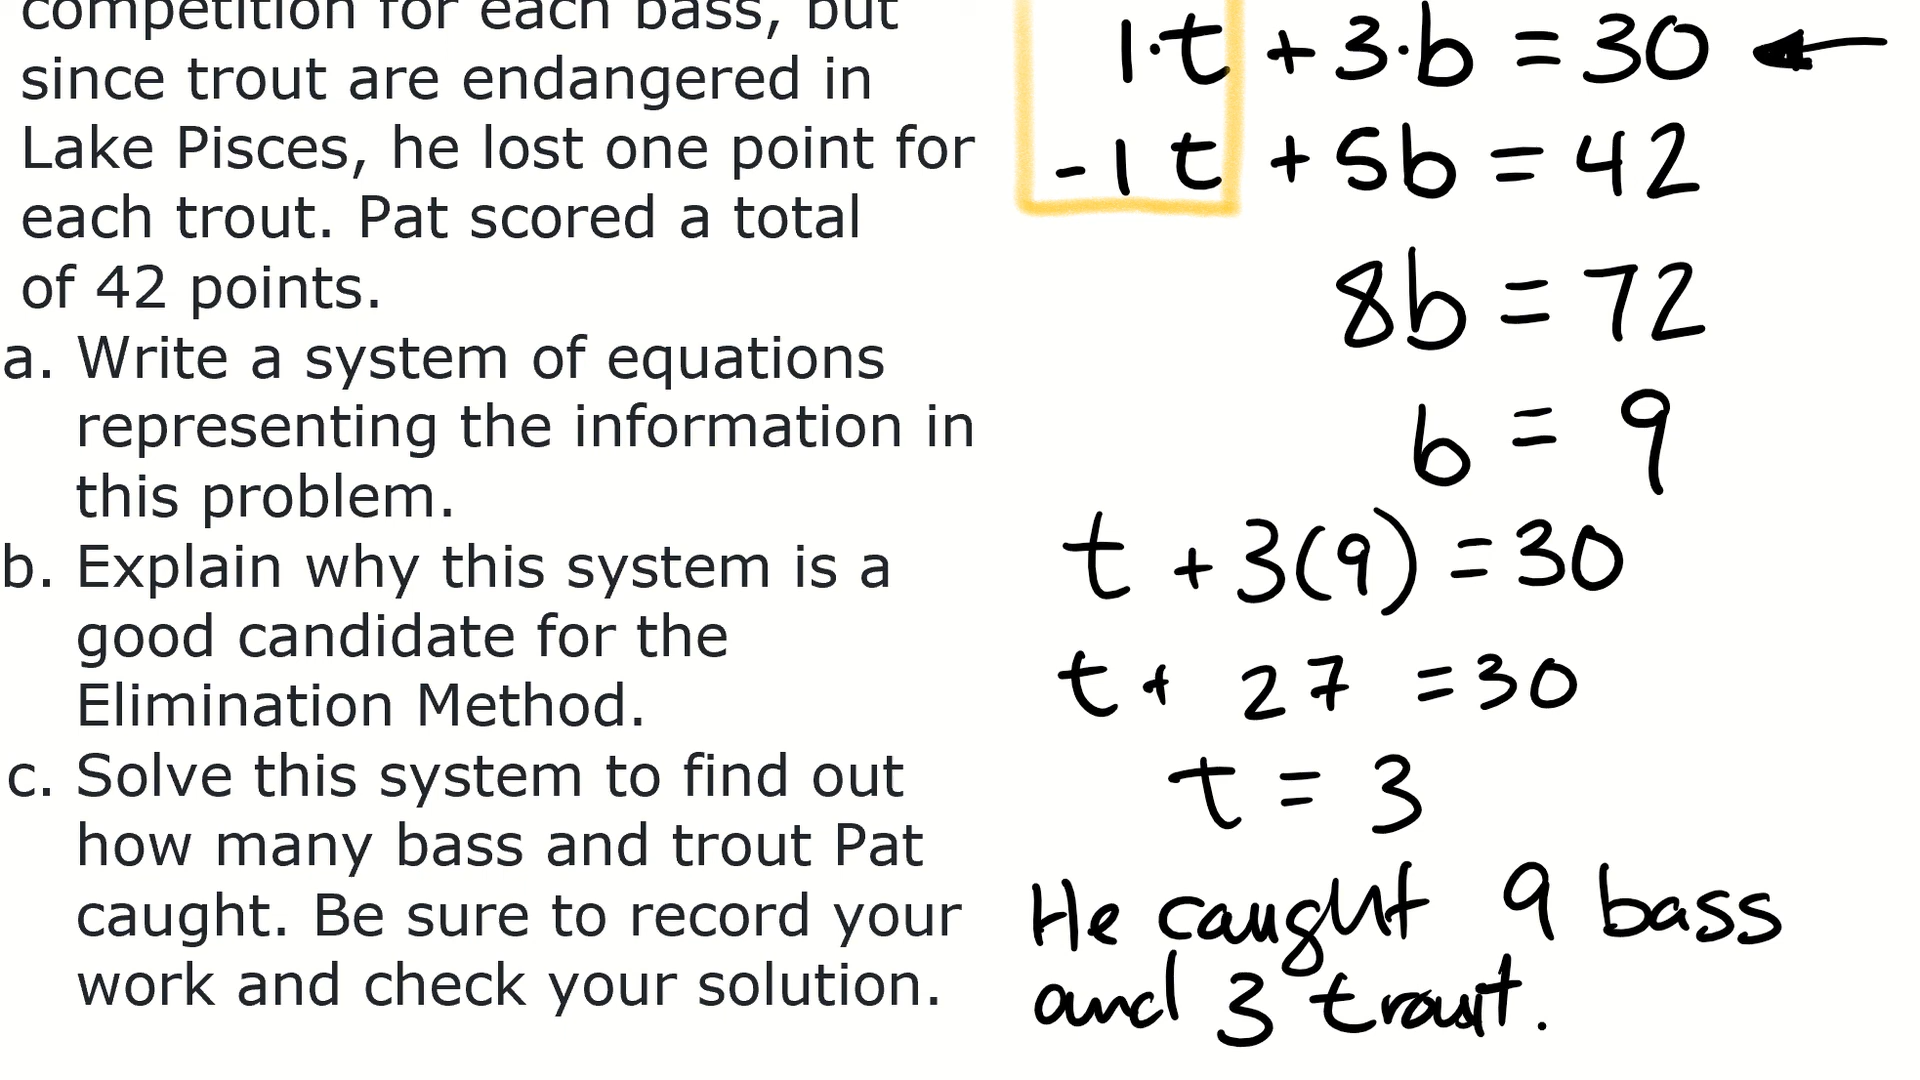 competition for each bass, but
since trout are endangered in
Lake Pisces, he lost one point for
each trout. Pat scored a total
of 42 points.
a. Write a system of equations
representing the information in
this problem.
b. Explain why this system is a
good candidate for the
Elimination Method.
c. Solve this system to find out
how many bass and trout Pat
caught. Be sure to record your
work and check your solution.
1·t + 3·b = 30
-1 t + 5b = 42
8b = 72
b = 9
t + 3(9) = 30
t + 27 = 30
t = 3
He caught 9 bass
and 3 trout.